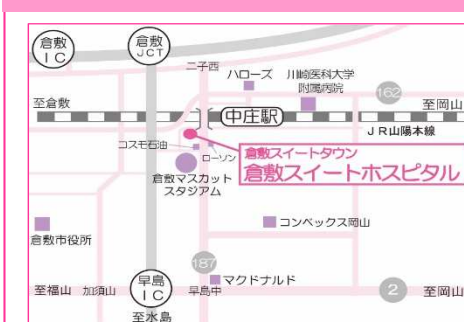 倉敷
IC
倉敷
JCT
二子西
ハローズ
川崎医科大学
附属病院
162
至倉敷
中庄駅
至岡山
JR山陽本線
コスモ石油
ローソン
倉敷スイートタウン
倉敷スイートホスピタル
倉敷マスカット
スタジアム
コンベックス岡山
倉敷市役所
187
マクドナルド
至福山
加須山
早島
IC
早島中
2
至岡山
至水島